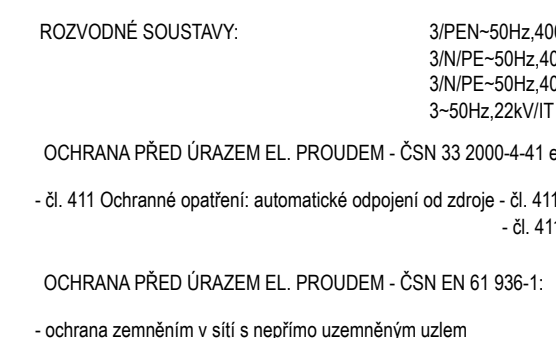 ROZVODNÉ SOUSTAVY: 3/PEN~50Hz,400
3/N/PE~50Hz,40
3/N/PE~50Hz,40
3~50Hz,22kV/IT
OCHRANA PŘED ÚRAZEM EL. PROUDEM - ČSN 33 2000-4-41 e
- čl. 411 Ochranné opatření: automatické odpojení od zdroje - čl. 411
- čl. 411
OCHRANA PŘED ÚRAZEM EL. PROUDEM - ČSN EN 61 936-1:
- ochrana zemněním v sítí s nepřímo uzemněným uzlem